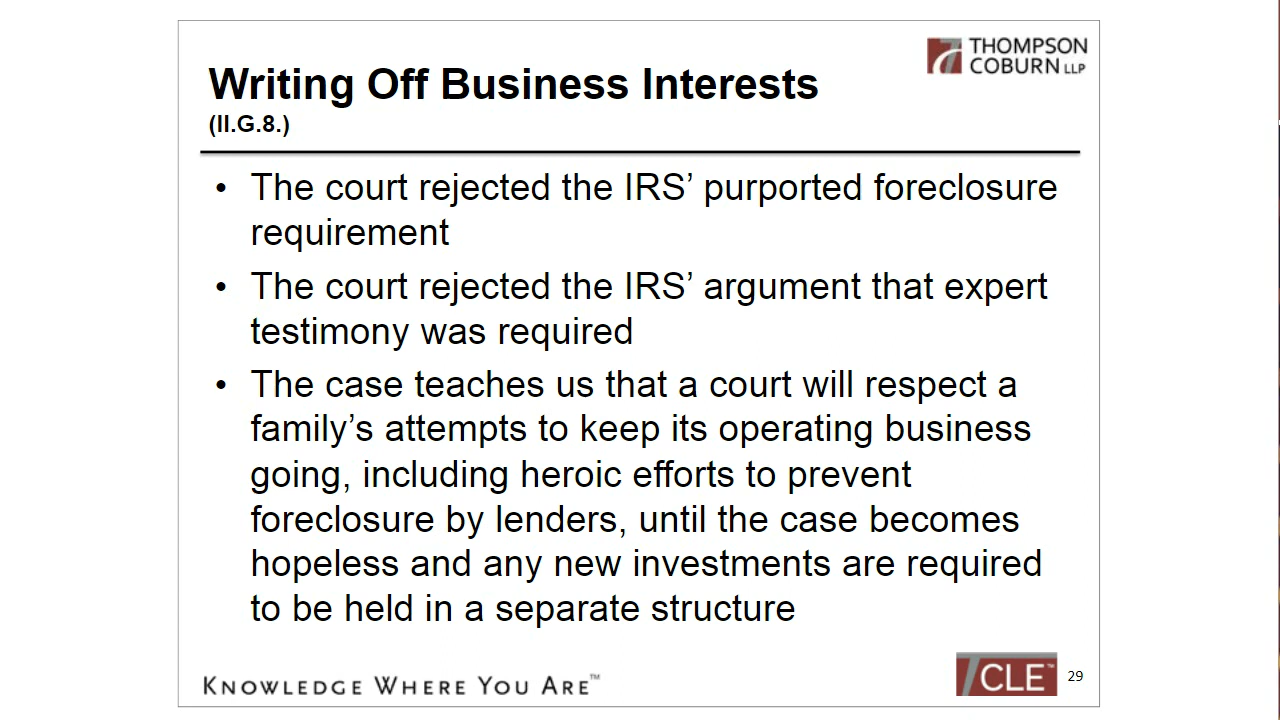 THOMPSON
COBURN LLP
Writing Off Business Interests
(II.G.8.)
• The court rejected the IRS’ purported foreclosure
requirement
• The court rejected the IRS’ argument that expert
testimony was required
• The case teaches us that a court will respect a
family’s attempts to keep its operating business
going, including heroic efforts to prevent
foreclosure by lenders, until the case becomes
hopeless and any new investments are required
to be held in a separate structure
KNOWLEDGE WHERE YOU ARE™
CLE™
29